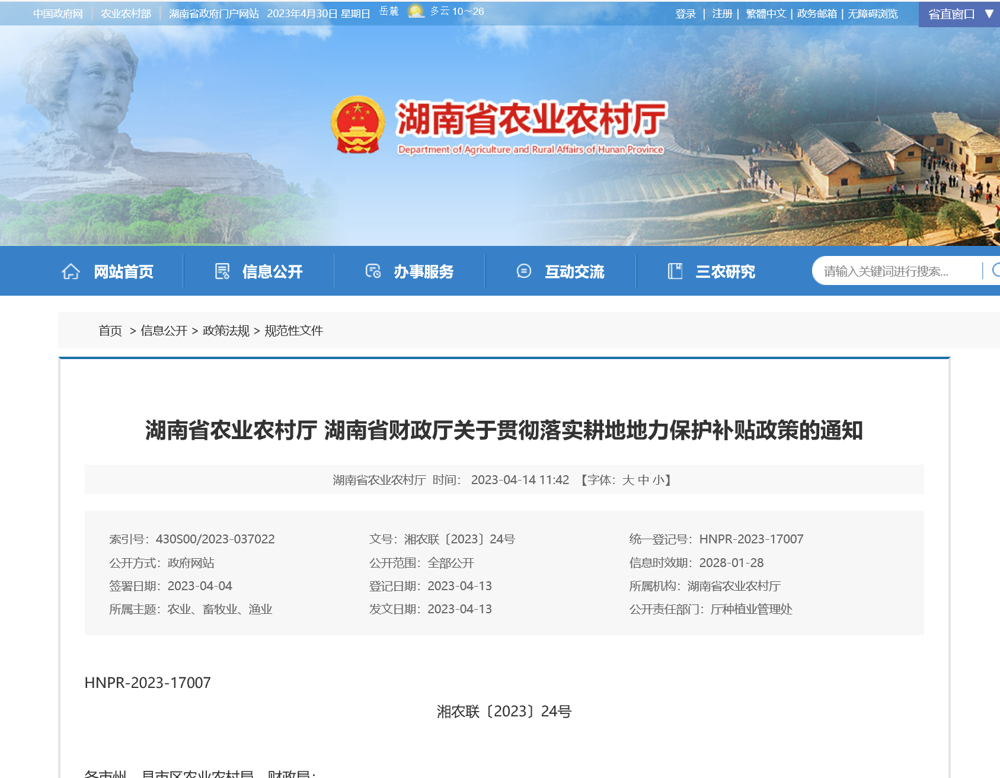 中国政府网 | 农业农村部 | 湖南省政府门户网站 2023年4月30日 星期日 岳麓 多云 10～26
登录 | 注册 | 繁體中文 | 政务邮箱 | 无障碍浏览 省直窗口 ▼
湖南省农业农村厅
Department of Agriculture and Rural Affairs of Hunan Province
网站首页 信息公开 办事服务 互动交流 三农研究 请输入关键词进行搜索...
首页 > 信息公开 > 政策法规 > 规范性文件
湖南省农业农村厅 湖南省财政厅关于贯彻落实耕地地力保护补贴政策的通知
湖南省农业农村厅 时间： 2023-04-14 11:42 【字体：大 中 小】
索引号：430S00/2023-037022 文号：湘农联〔2023〕24号 统一登记号：HNPR-2023-17007
公开方式：政府网站 公开范围：全部公开 信息时效期：2028-01-28
签署日期：2023-04-04 登记日期：2023-04-13 所属机构：湖南省农业农村厅
所属主题：农业、畜牧业、渔业 发文日期：2023-04-13 公开责任部门：厅种植业管理处
HNPR-2023-17007
湘农联〔2023〕24号
各市州、县市区农业农村局、财政局：